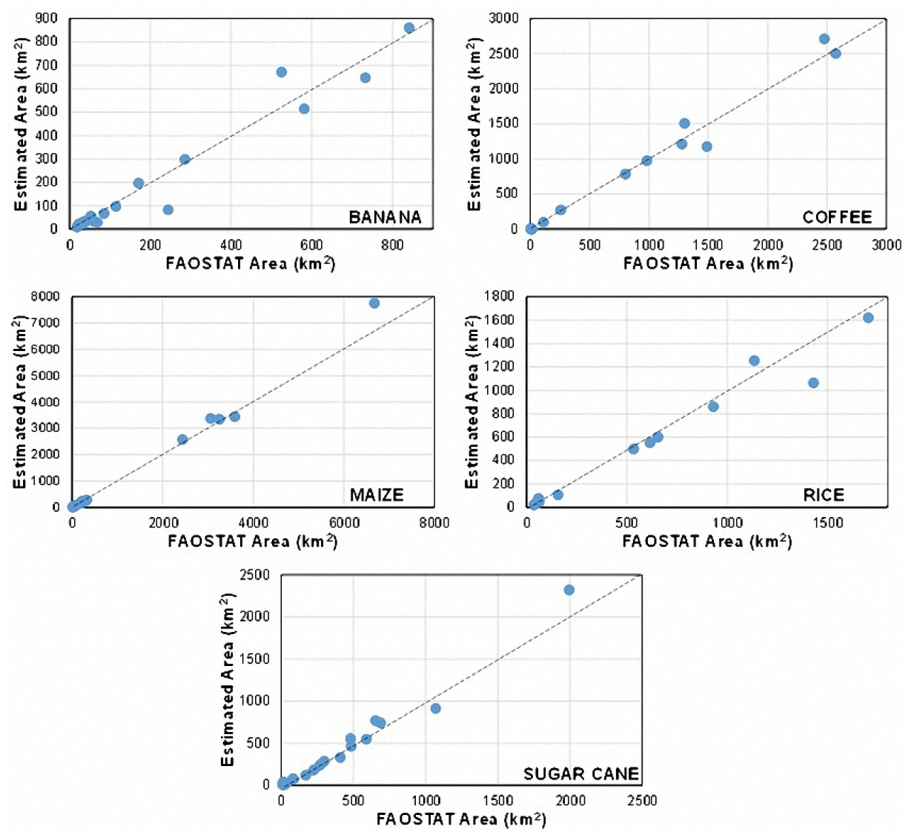 900
800
700
600
500
400
300
200
100
0
Estimated Area (km2)
BANANA
0 200 400 600 800
FAOSTAT Area (km2)
3000
2500
2000
1500
1000
500
0
Estimated Area (km2)
COFFEE
0 500 1000 1500 2000 2500 3000
FAOSTAT Area (km2)
8000
7000
6000
5000
4000
3000
2000
1000
0
Estimated Area (km2)
MAIZE
0 2000 4000 6000 8000
FAOSTAT Area (km2)
1800
1600
1400
1200
1000
800
600
400
200
0
Estimated Area (km2)
RICE
0 500 1000 1500
FAOSTAT Area (km2)
2500
2000
1500
1000
500
0
Estimated Area (km2)
SUGAR CANE
0 500 1000 1500 2000 2500
FAOSTAT Area (km2)